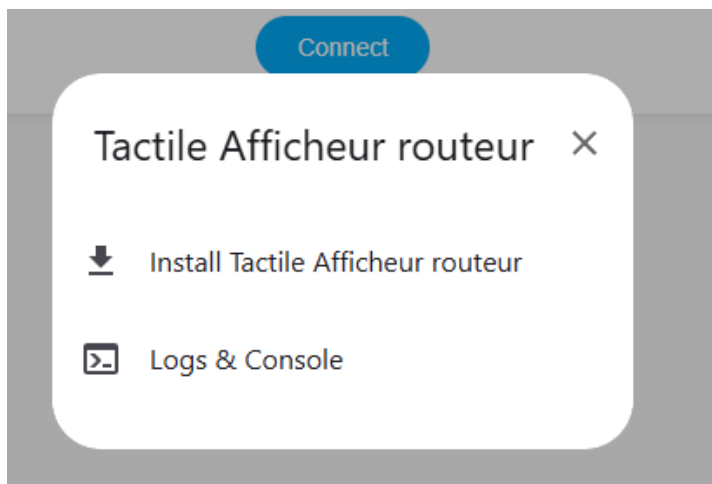 Connect
Tactile Afficheur routeur
Install Tactile Afficheur routeur
Logs & Console